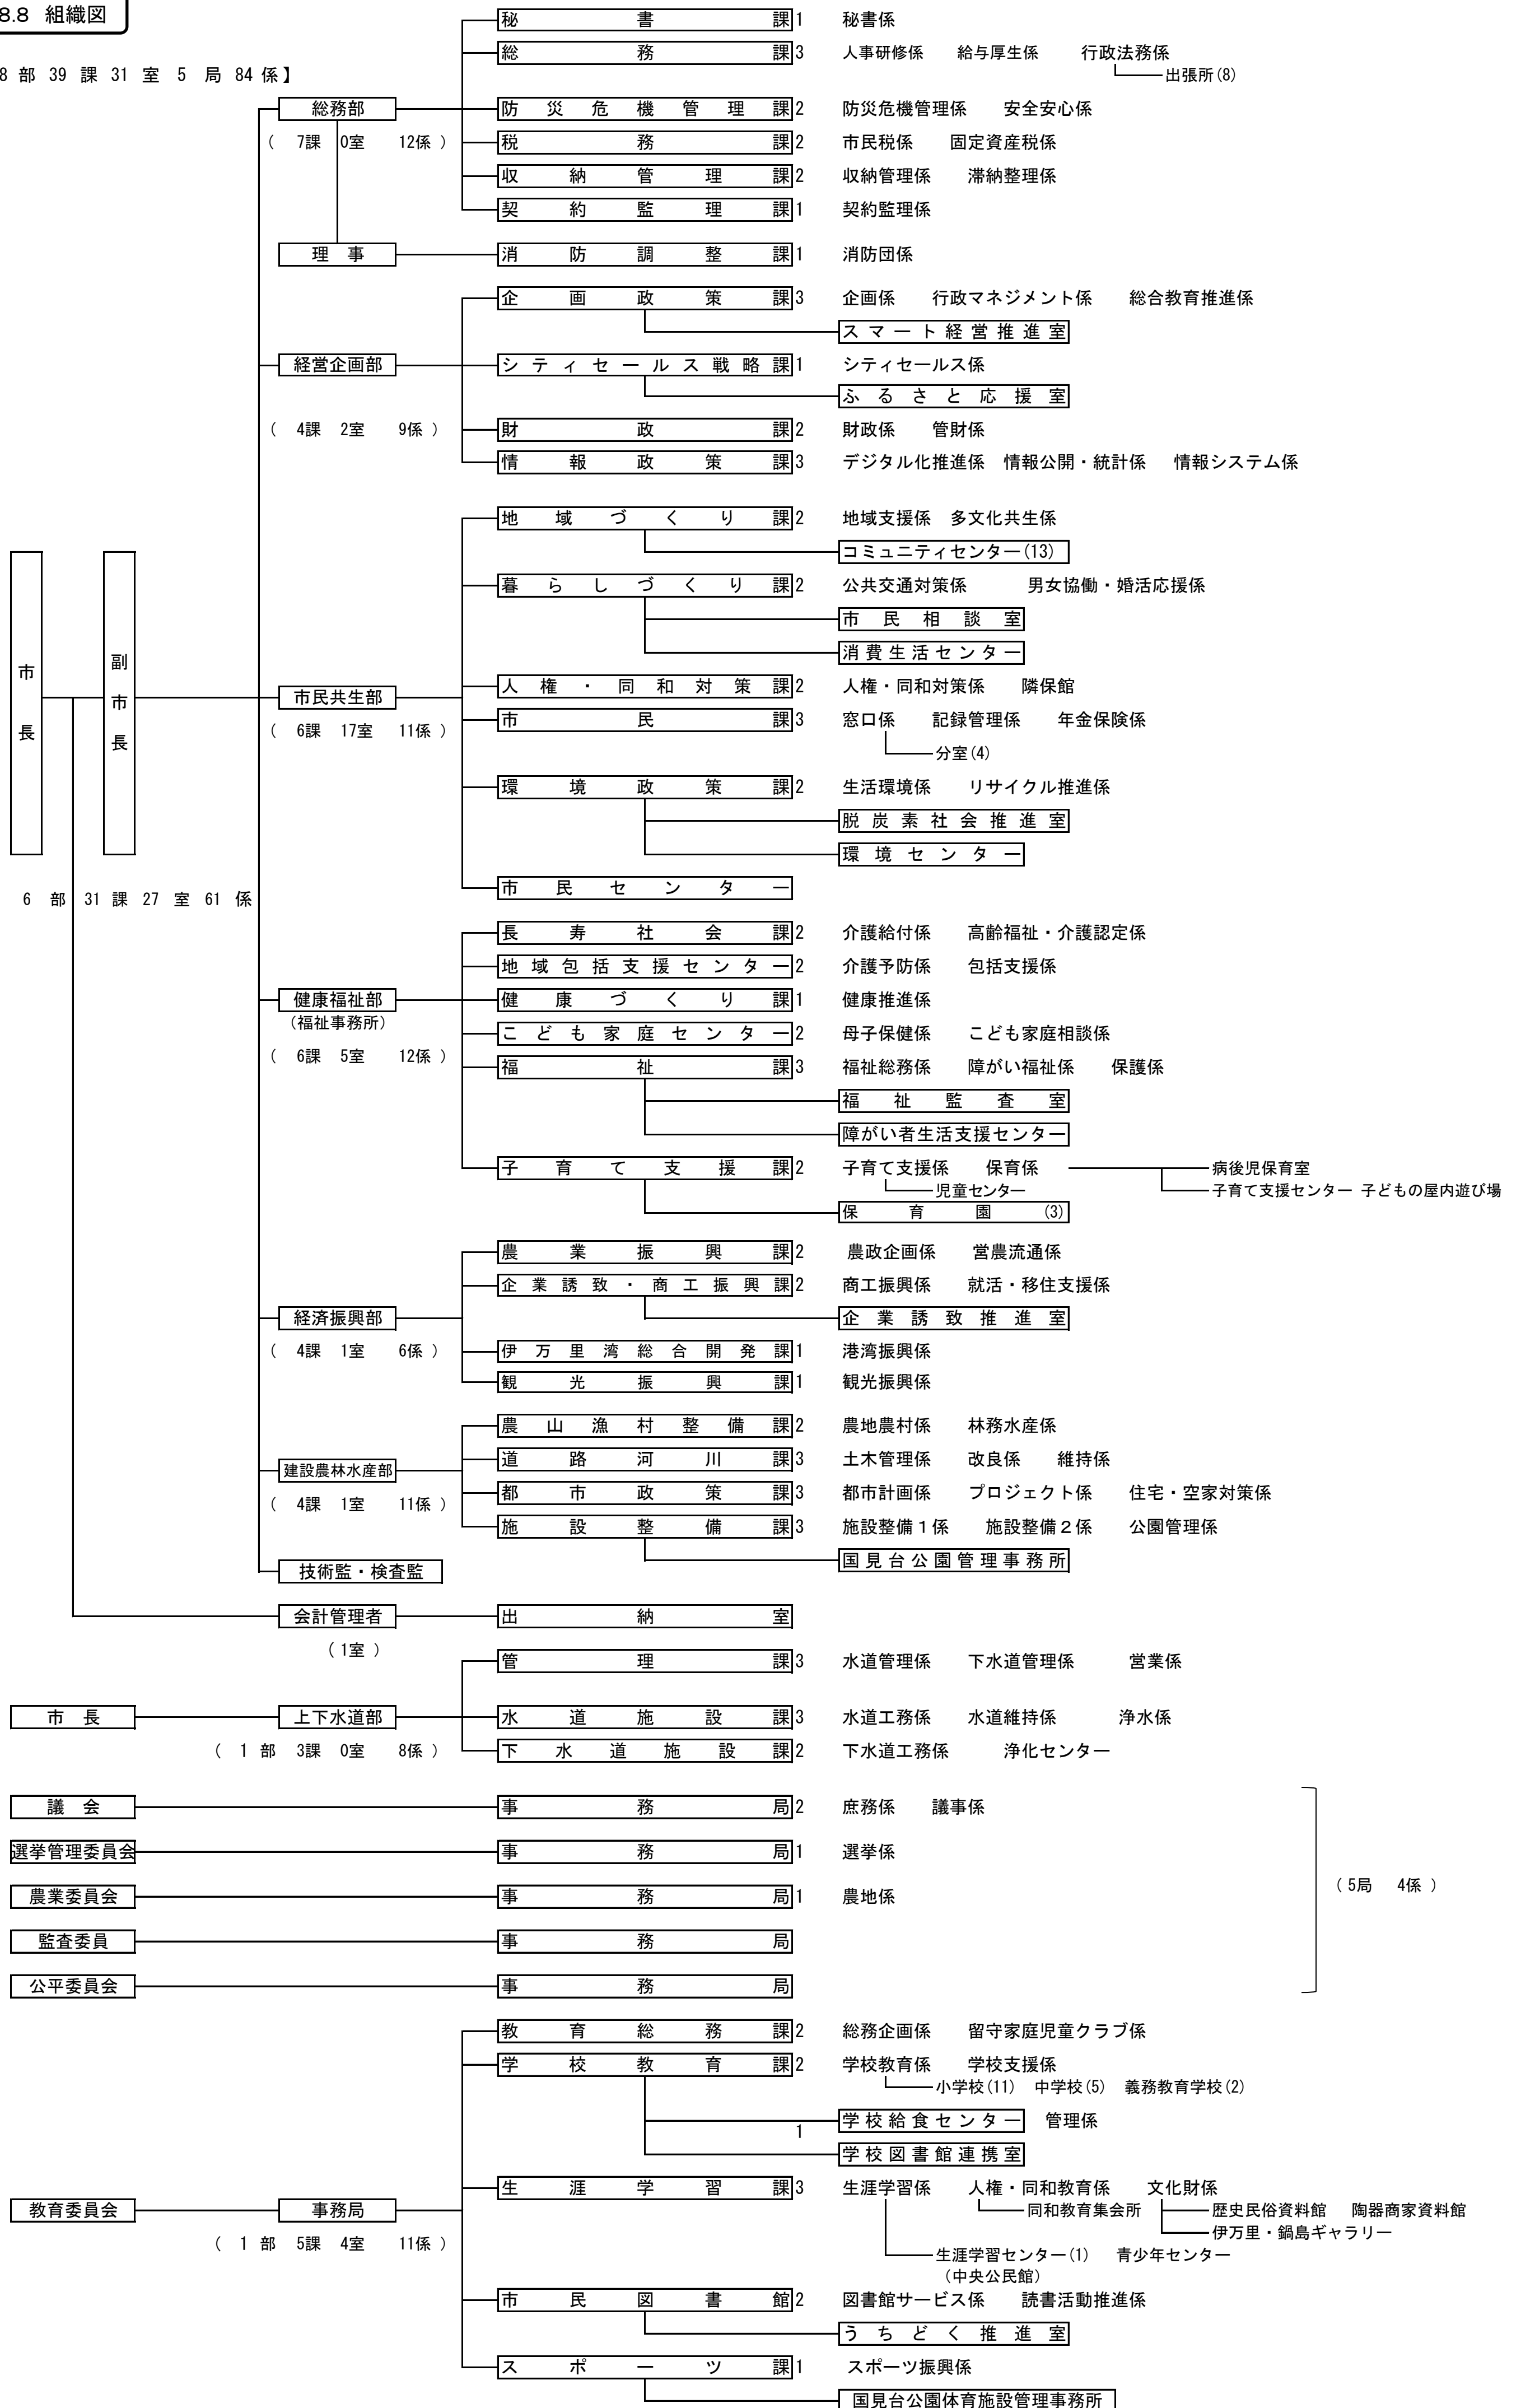 8.8 組織図
秘書課1 秘書係
総務課3 人事研修係 給与厚生係 行政法務係
8 部 39 課 31 室 5 局 84 係】
出張所(8)
総務部 防災危機管理課2 防災危機管理係 安全安心係
( 7課 0室 12係 ) 税務課2 市民税係 固定資産税係
収納管理課2 収納管理係 滞納整理係
契約監理課1 契約監理係
理事 消防調整課1 消防団係
企画政策課3 企画係 行政マネジメント係 総合教育推進係
スマート経営推進室
経営企画部 シティセールス戦略課1 シティセールス係
ふるさと応援室
( 4課 2室 9係 ) 財政課2 財政係 管財係
情報政策課3 デジタル化推進係 情報公開・統計係 情報システム係
地域づくり課2 地域支援係 多文化共生係
コミュニティセンター(13)
暮らしづくり課2 公共交通対策係 男女協働・婚活応援係
市民相談室
消費生活センター
市長 副市長 市民共生部 人権・同和対策課2 人権・同和対策係 隣保館
( 6課 17室 11係 ) 市民課3 窓口係 記録管理係 年金保険係
分室(4)
環境政策課2 生活環境係 リサイクル推進係
脱炭素社会推進室
環境センター
市民センター
6 部 31 課 27 室 61 係
長寿社会課2 介護給付係 高齢福祉・介護認定係
地域包括支援センター2 介護予防係 包括支援係
健康福祉部 健康づくり課1 健康推進係
(福祉事務所)
こども家庭センター2 母子保健係 こども家庭相談係
( 6課 5室 12係 ) 福祉課3 福祉総務係 障がい福祉係 保護係
福祉監査室
障がい者生活支援センター
子育て支援課2 子育て支援係 保育係 病後児保育室
児童センター 子育て支援センター 子どもの屋内遊び場
保育園(3)
農業振興課2 農政企画係 営農流通係
企業誘致・商工振興課2 商工振興係 就活・移住支援係
経済振興部 企業誘致推進室
( 4課 1室 6係 ) 伊万里湾総合開発課1 港湾振興係
観光振興課1 観光振興係
農山漁村整備課2 農地農村係 林務水産係
道路河川課3 土木管理係 改良係 維持係
建設農林水産部
( 4課 1室 11係 ) 都市政策課3 都市計画係 プロジェクト係 住宅・空家対策係
施設整備課3 施設整備1係 施設整備2係 公園管理係
国見台公園管理事務所
技術監・検査監
会計管理者 出納室
( 1室 )
管理課3 水道管理係 下水道管理係 営業係
市長 上下水道部 水道施設課3 水道工務係 水道維持係 浄水係
( 1 部 3課 0室 8係 ) 下水道施設課2 下水道工務係 浄化センター
議会 事務局2 庶務係 議事係
選挙管理委員会 事務局1 選挙係
農業委員会 事務局1 農地係
( 5局 4係 )
監査委員 事務局
公平委員会 事務局
教育総務課2 総務企画係 留守家庭児童クラブ係
学校教育課2 学校教育係 学校支援係
小学校(11) 中学校(5) 義務教育学校(2)
1 学校給食センター 管理係
学校図書館連携室
生涯学習課3 生涯学習係 人権・同和教育係 文化財係
教育委員会 事務局 同和教育集会所 歴史民俗資料館 陶器商家資料館
伊万里・鍋島ギャラリー
( 1 部 5課 4室 11係 )
生涯学習センター(1) 青少年センター
(中央公民館)
市民図書館2 図書館サービス係 読書活動推進係
うちどく推進室
スポーツ課1 スポーツ振興係
国見台公園体育施設管理事務所